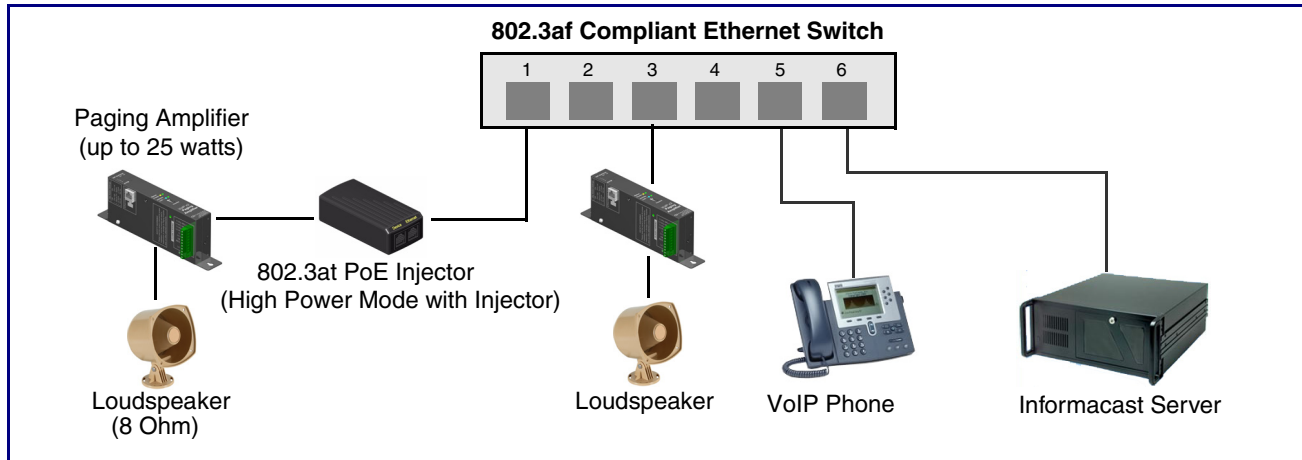 802.3af Compliant Ethernet Switch
1 2 3 4 5 6
Paging Amplifier
(up to 25 watts)
802.3at PoE Injector
(High Power Mode with Injector)
Loudspeaker
(8 Ohm)
Loudspeaker
VoIP Phone
Informacast Server